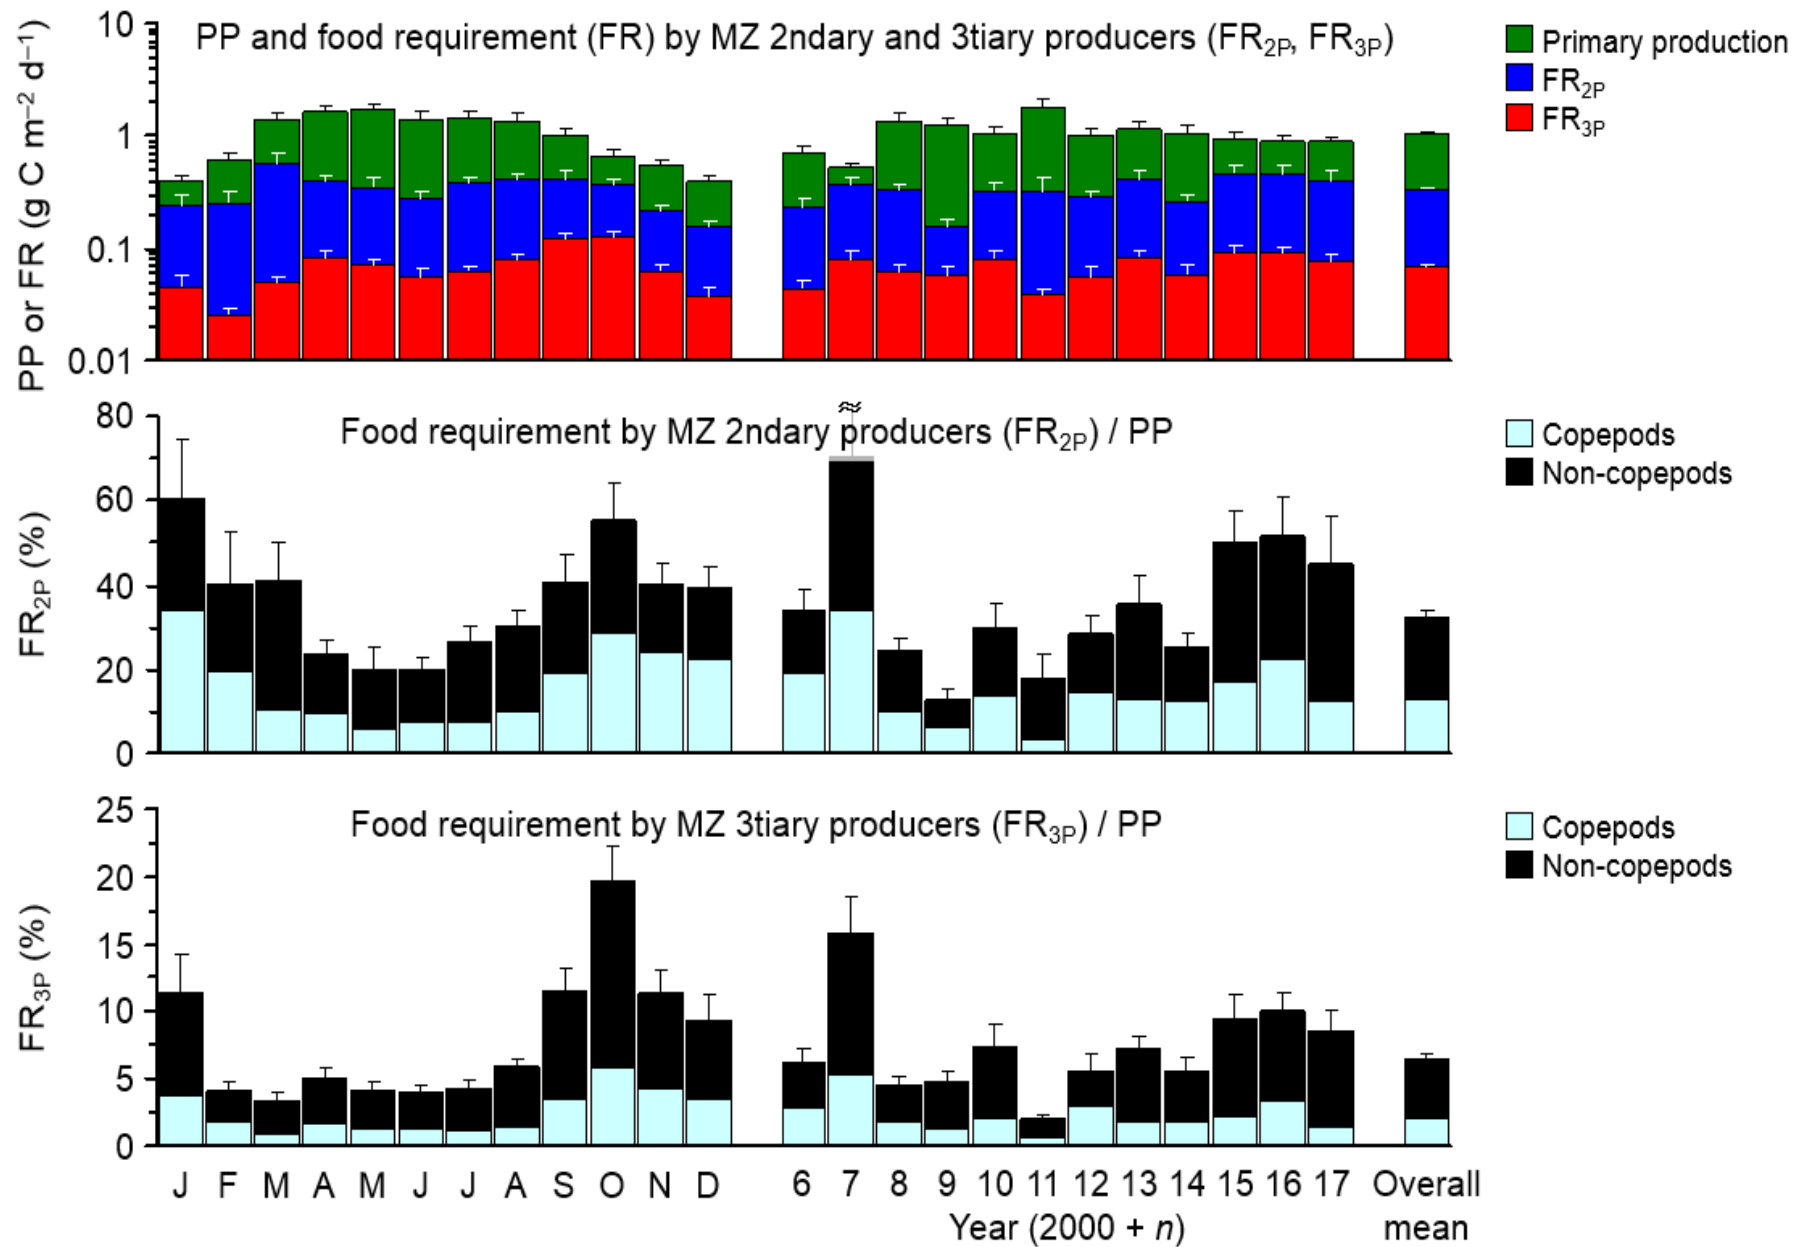 PP and food requirement (FR) by MZ 2ndary and 3tiary producers (FR2P, FR3P)
PP or FR (g C m–2 d–1)
10
1
0.1
0.01
Primary production
FR2P
FR3P
Food requirement by MZ 2ndary producers (FR2P) / PP
FR2P (%)
80
60
40
20
0
Copepods
Non-copepods
Food requirement by MZ 3tiary producers (FR3P) / PP
FR3P (%)
25
20
15
10
5
0
Copepods
Non-copepods
J F M A M J J A S O N D 6 7 8 9 10 11 12 13 14 15 16 17 Overall
Year (2000 + n) mean